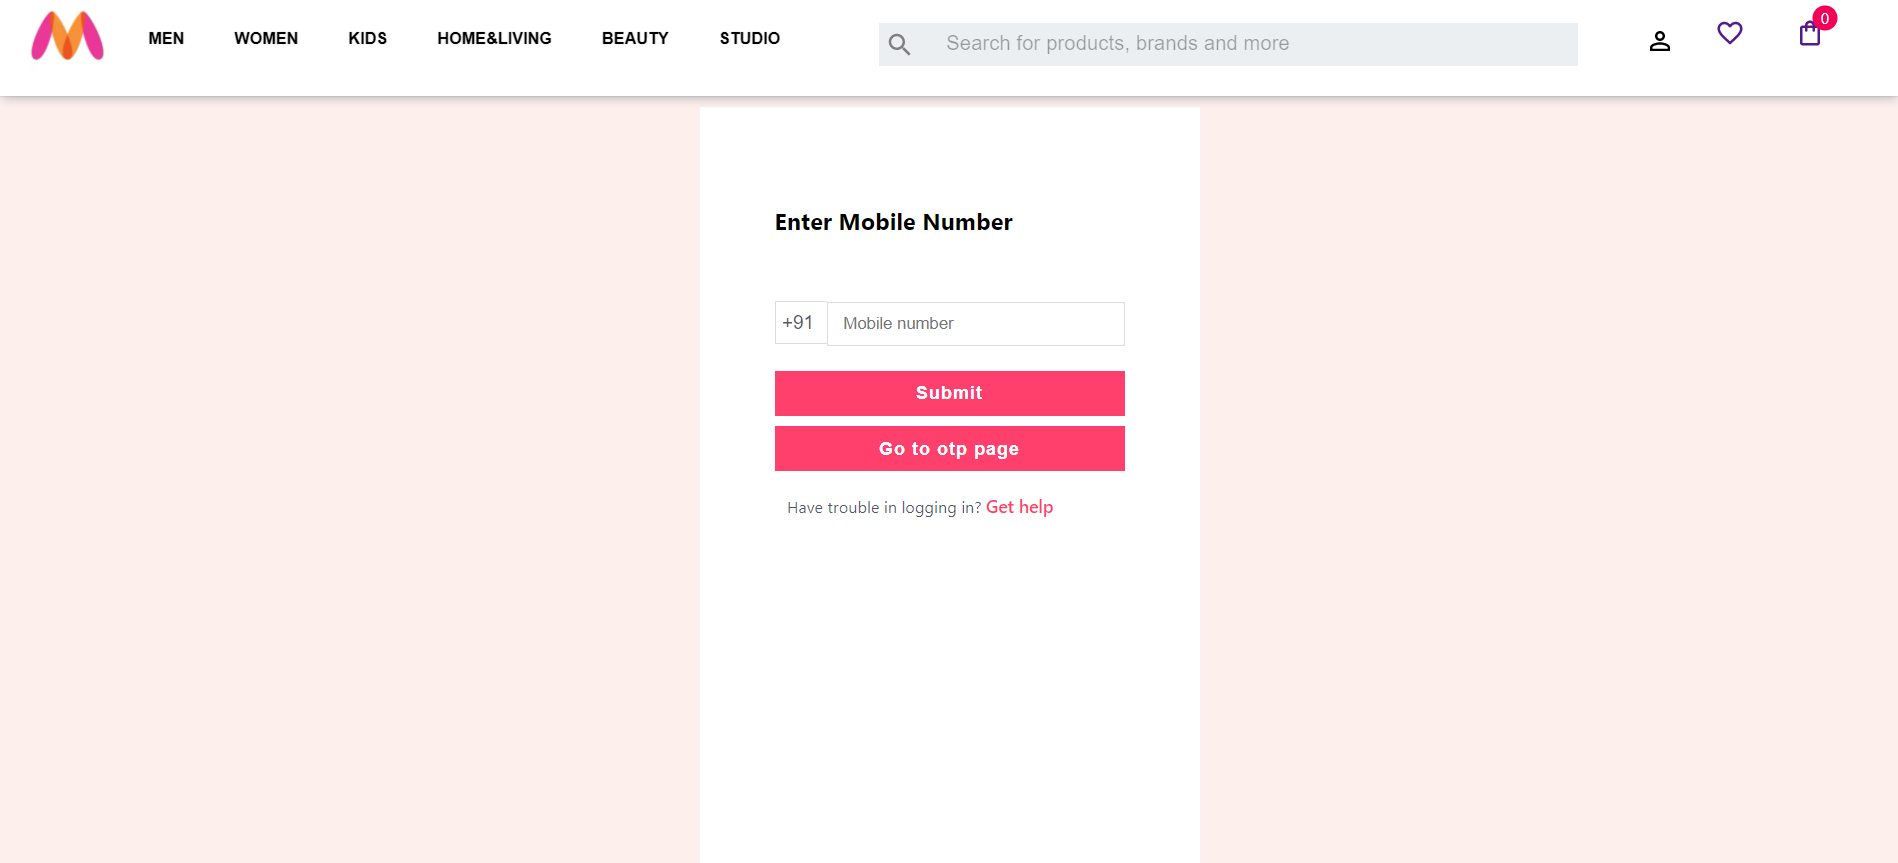 MEN WOMEN KIDS HOME&LIVING BEAUTY STUDIO Search for products, brands and more 0
Enter Mobile Number
+91 Mobile number
Submit
Go to otp page
Have trouble in logging in? Get help